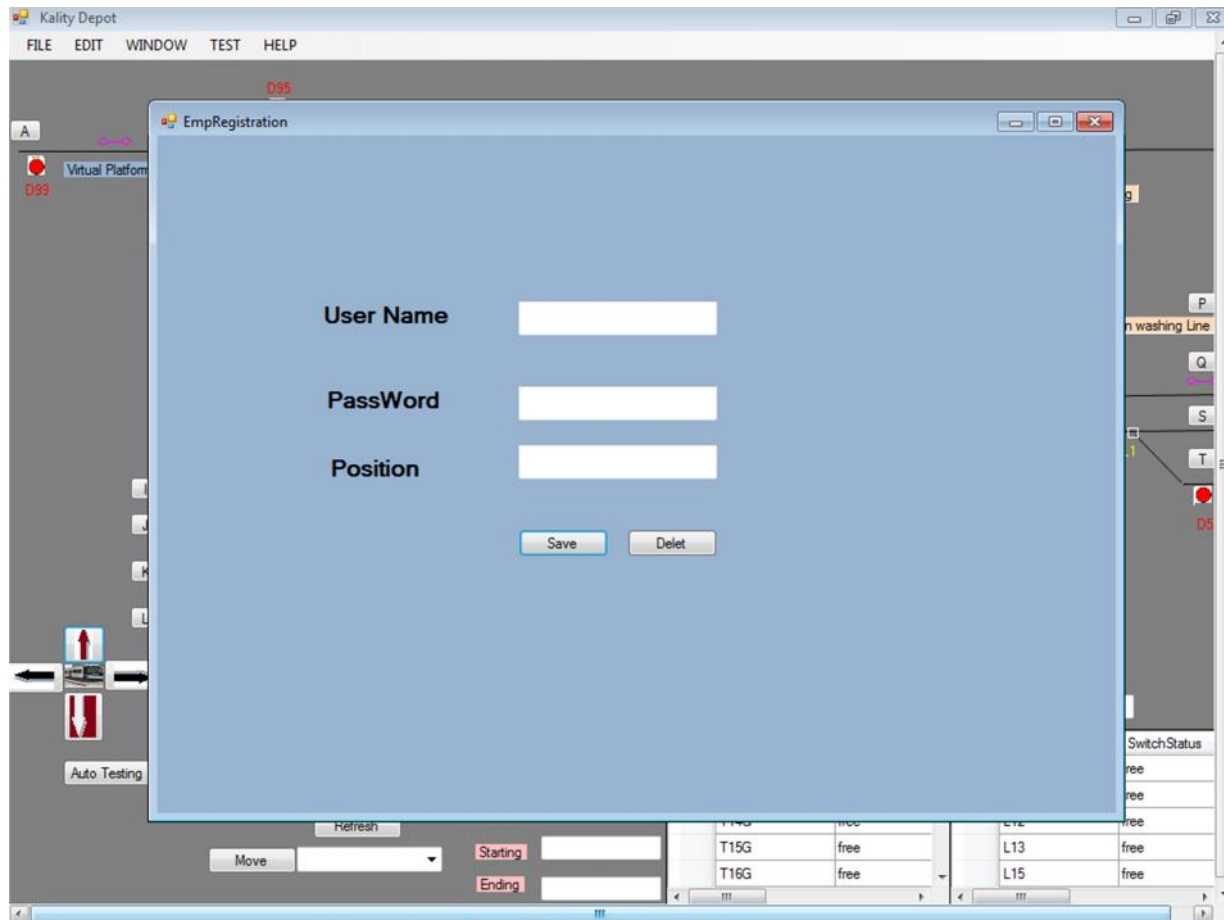 Kality Depot
FILE EDIT WINDOW TEST HELP
D95
EmpRegistration
A
Virtual Platform
D99
User Name
P
n washing Line
Q
PassWord
S
Position
T
J
D5
Save Delet
K
L
SwitchStatus
Auto Testing
free
free
Refresh
free
Move
Starting
T15G free
L13 free
Ending
T16G free
L15 free